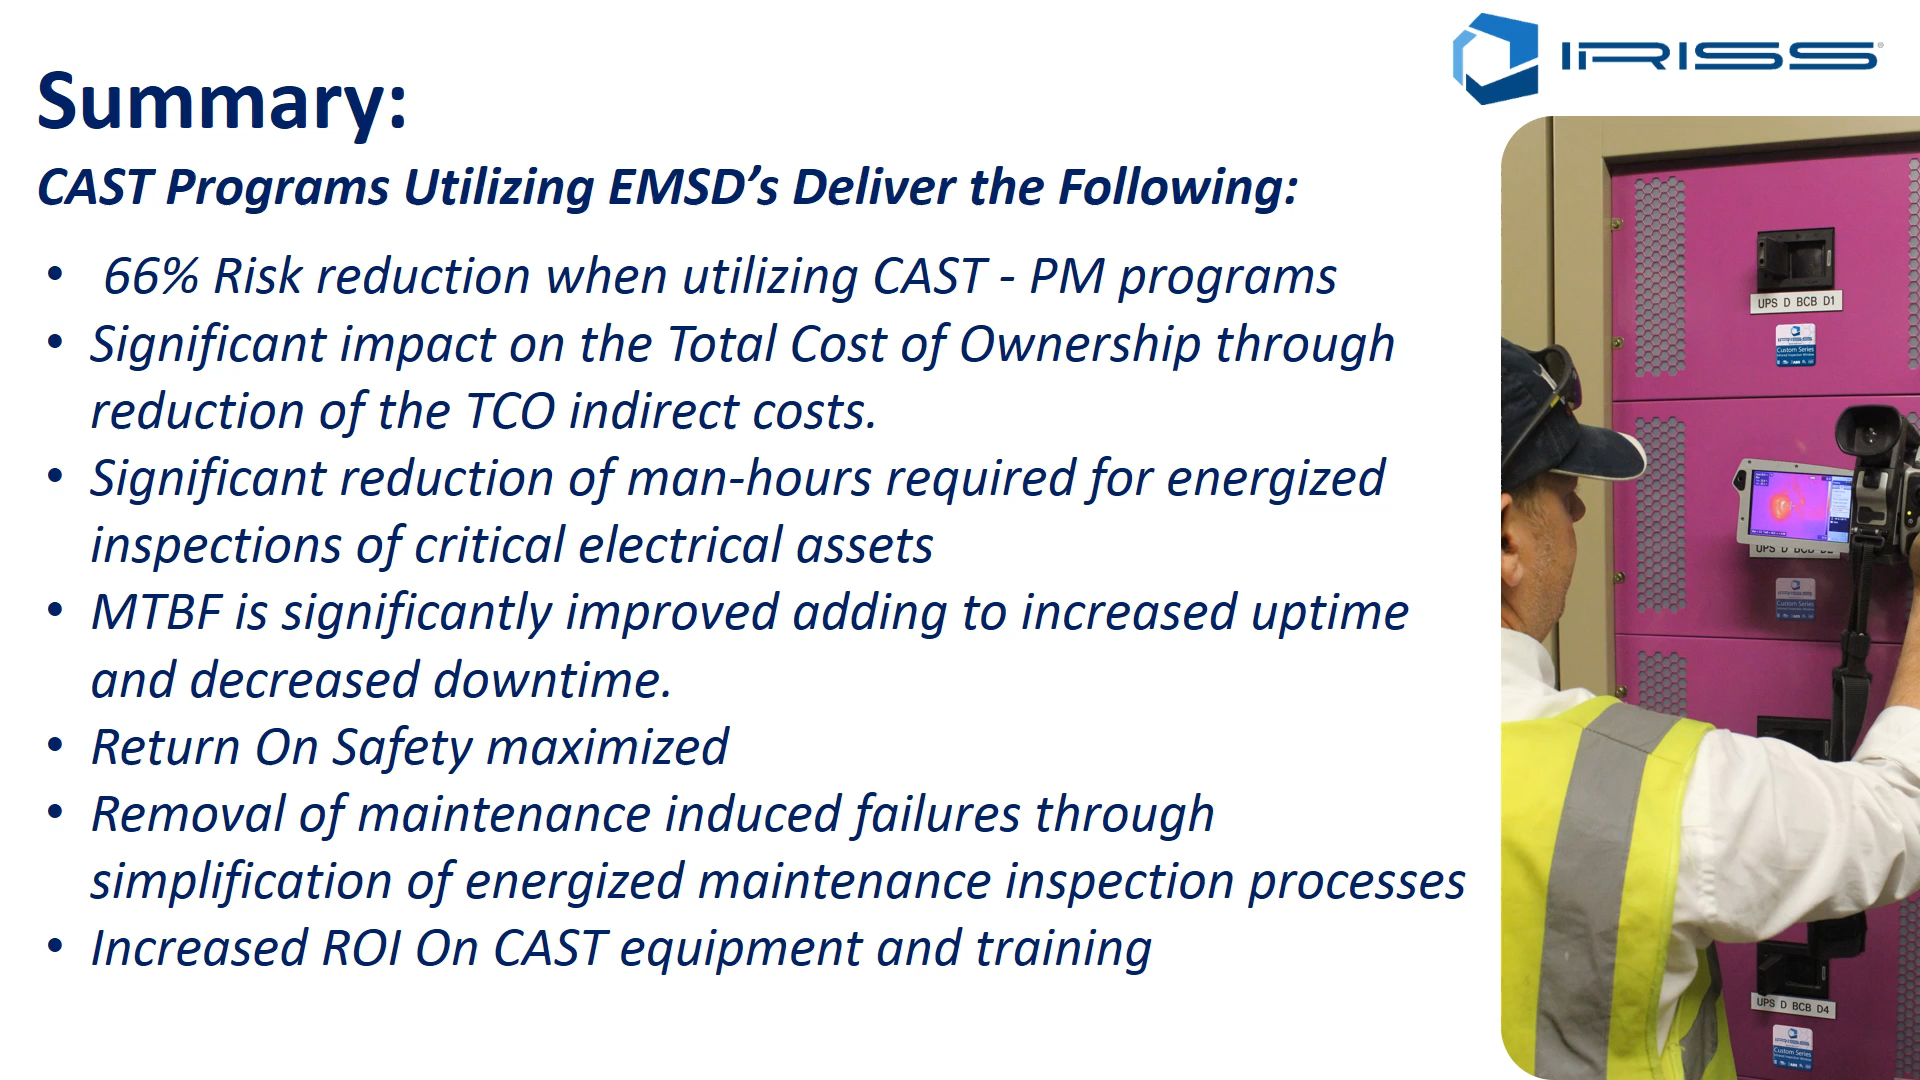 IRISS
Summary:
CAST Programs Utilizing EMSD’s Deliver the Following:
• 66% Risk reduction when utilizing CAST - PM programs
• Significant impact on the Total Cost of Ownership through
reduction of the TCO indirect costs.
• Significant reduction of man-hours required for energized
inspections of critical electrical assets
• MTBF is significantly improved adding to increased uptime
and decreased downtime.
• Return On Safety maximized
• Removal of maintenance induced failures through
simplification of energized maintenance inspection processes
• Increased ROI On CAST equipment and training
UPS D BCB D1
Custom Series
UPS D BCB
Custom Series
UPS D BCB D4
Custom Series